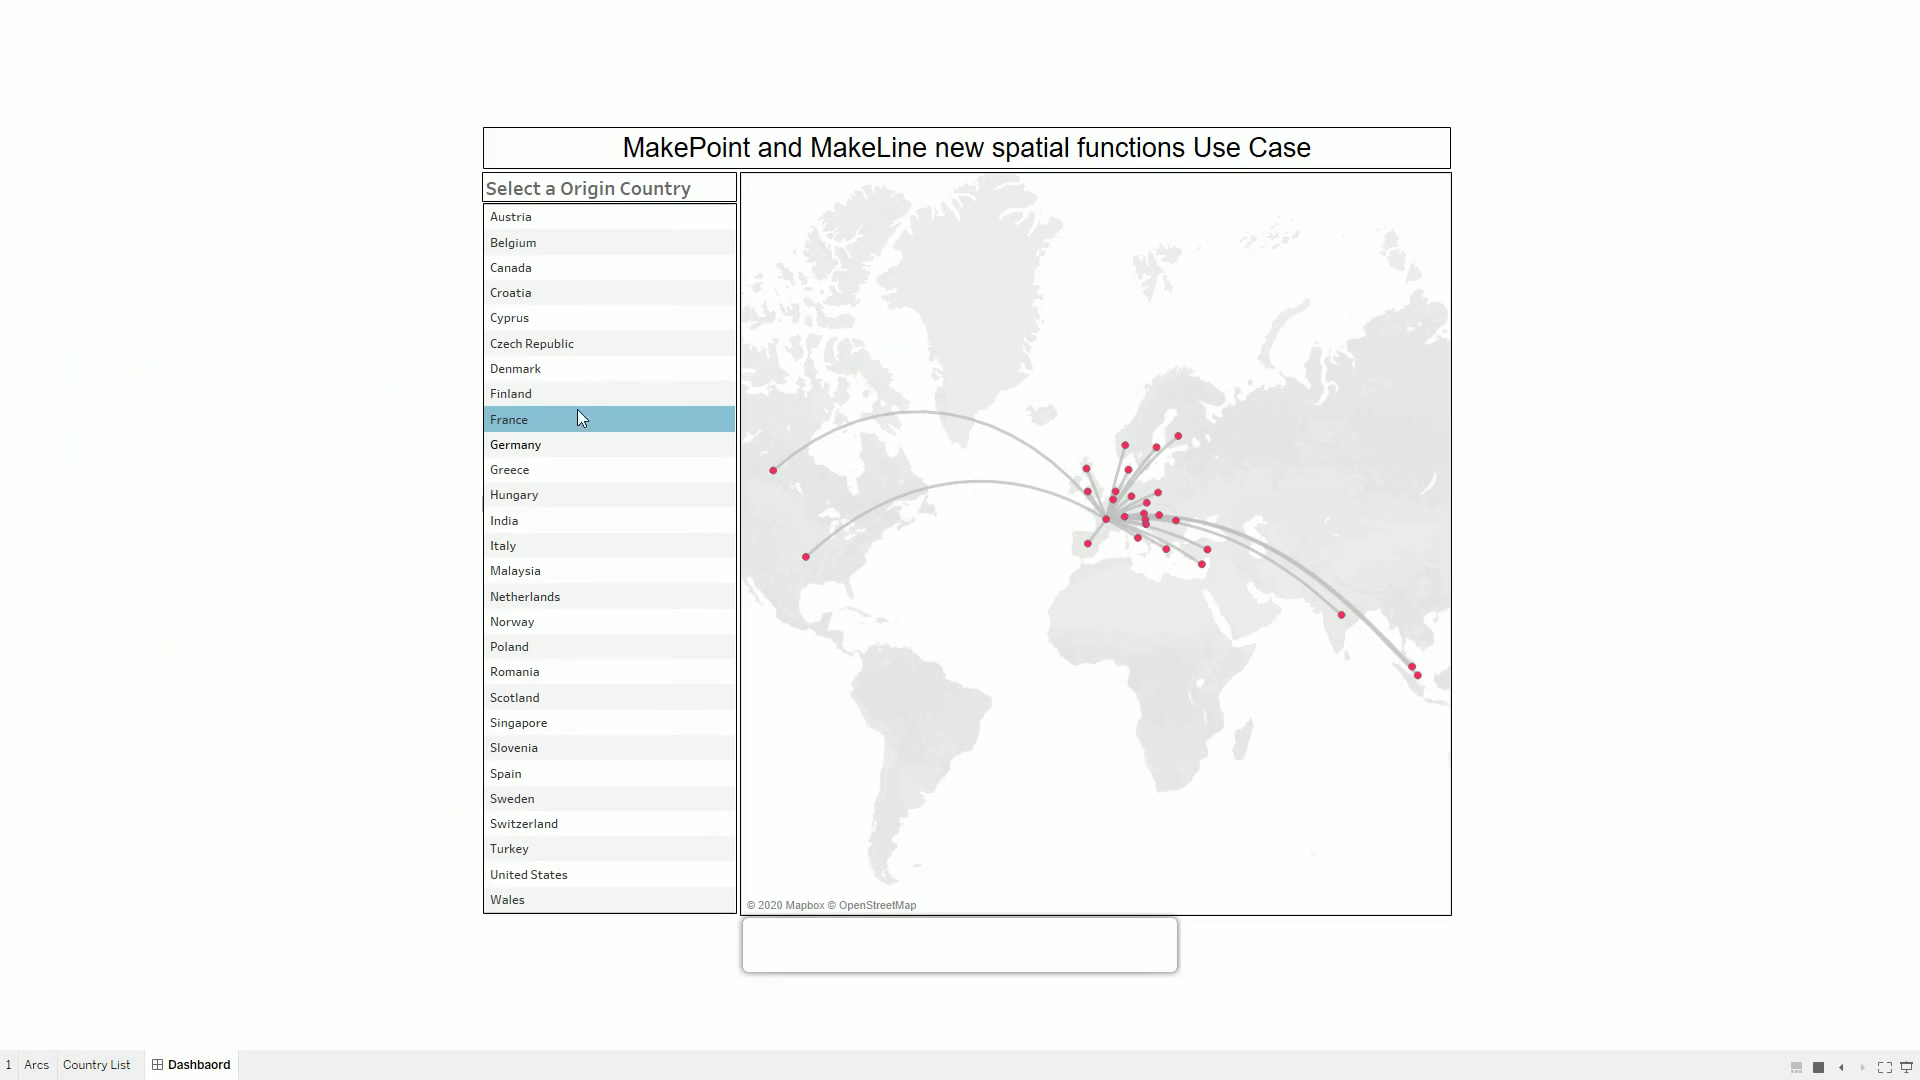 MakePoint and MakeLine new spatial functions Use Case
Select a Origin Country
Austria
Belgium
Canada
Croatia
Cyprus
Czech Republic
Denmark
Finland
France
Germany
Greece
Hungary
India
Italy
Malaysia
Netherlands
Norway
Poland
Romania
Scotland
Singapore
Slovenia
Spain
Sweden
Switzerland
Turkey
United States
Wales
© 2020 Mapbox © OpenStreetMap
1 Arcs Country List Dashbaord